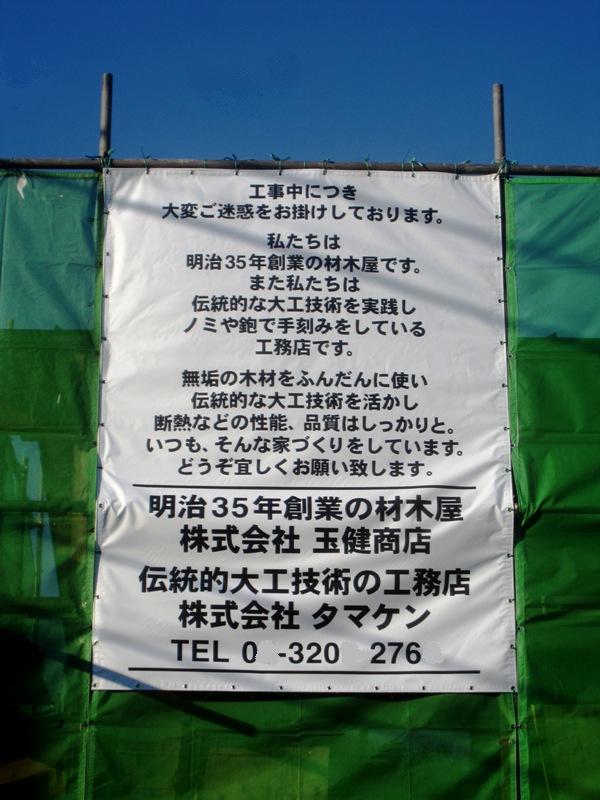 工事中につき
大変ご迷惑をお掛けしております。
私たちは
明治35年創業の材木屋です。
また私たちは
伝統的な大工技術を実践し
ノミや鉋で手刻みをしている
工務店です。
無垢の木材をふんだんに使い
伝統的な大工技術を活かし
断熱などの性能、品質はしっかりと。
いつも、そんな家づくりをしています。
どうぞ宜しくお願い致します。
明治35年創業の材木屋
株式会社 玉健商店
伝統的大工技術の工務店
株式会社 タマケン
TEL 0 -320 276